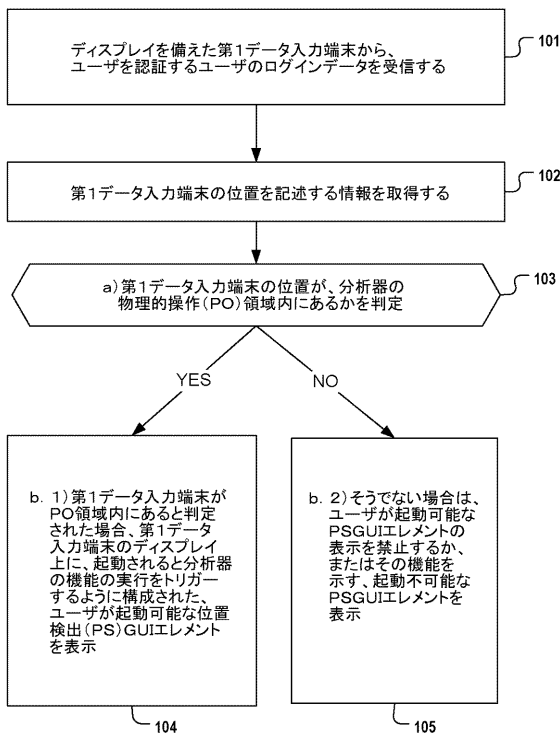 ディスプレイを備えた第1データ入力端末から、
ユーザを認証するユーザのログインデータを受信する
101
第1データ入力端末の位置を記述する情報を取得する
102
a)第1データ入力端末の位置が、分析器の
物理的操作(PO)領域内にあるかを判定
103
YES
NO
b. 1)第1データ入力端末が
PO領域内にあると判定
された場合、第1データ
入力端末のディスプレイ
上に、起動されると分析器
の機能の実行をトリガー
するように構成された、
ユーザが起動可能な位置
検出(PS)GUIエレメント
を表示
104
b. 2)そうでない場合は、
ユーザが起動可能な
PSGUIエレメントの
表示を禁止するか、
またはその機能を
示す、起動不可能な
PSGUIエレメントを
表示
105